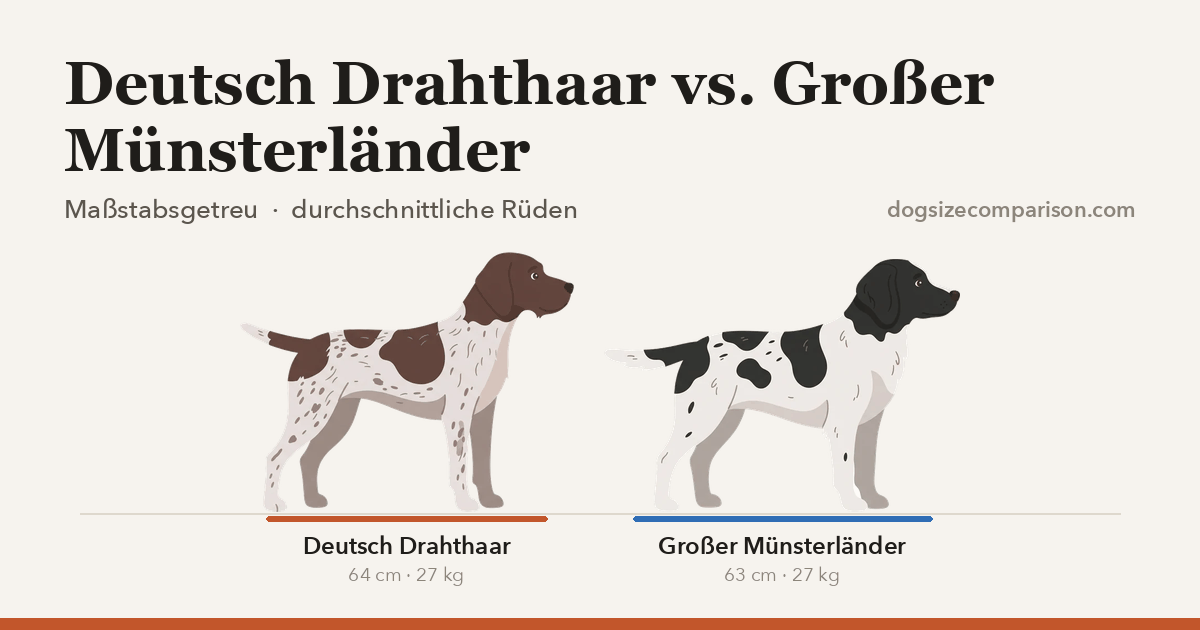 Deutsch Drahthaar vs. Großer
Münsterländer
Maßstabsgetreu · durchschnittliche Rüden
dogsizecomparison.com
Deutsch Drahthaar
64 cm · 27 kg
Großer Münsterländer
63 cm · 27 kg